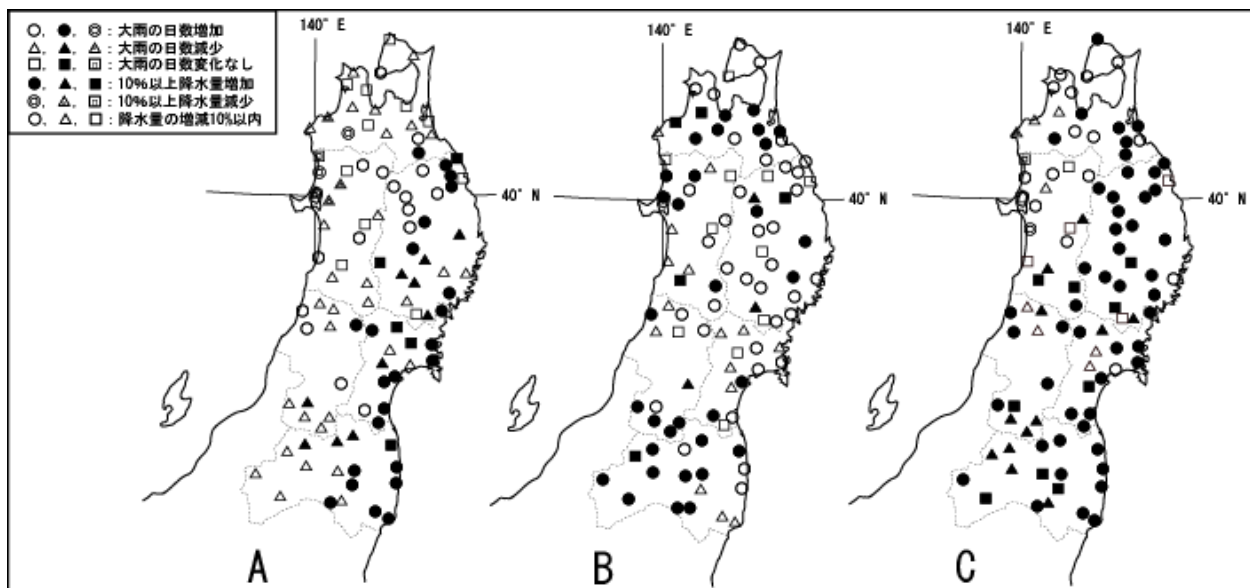 ○, ●, ◎ : 大雨の日数増加
△, ▲, ◬ : 大雨の日数減少
□, ■, ⊡ : 大雨の日数変化なし
●, ▲, ■ : 10%以上降水量増加
◎, ◬, ⊡ : 10%以上降水量減少
○, △, □ : 降水量の増減10%以内
140° E
140° E
140° E
40° N
40° N
40° N
A
B
C